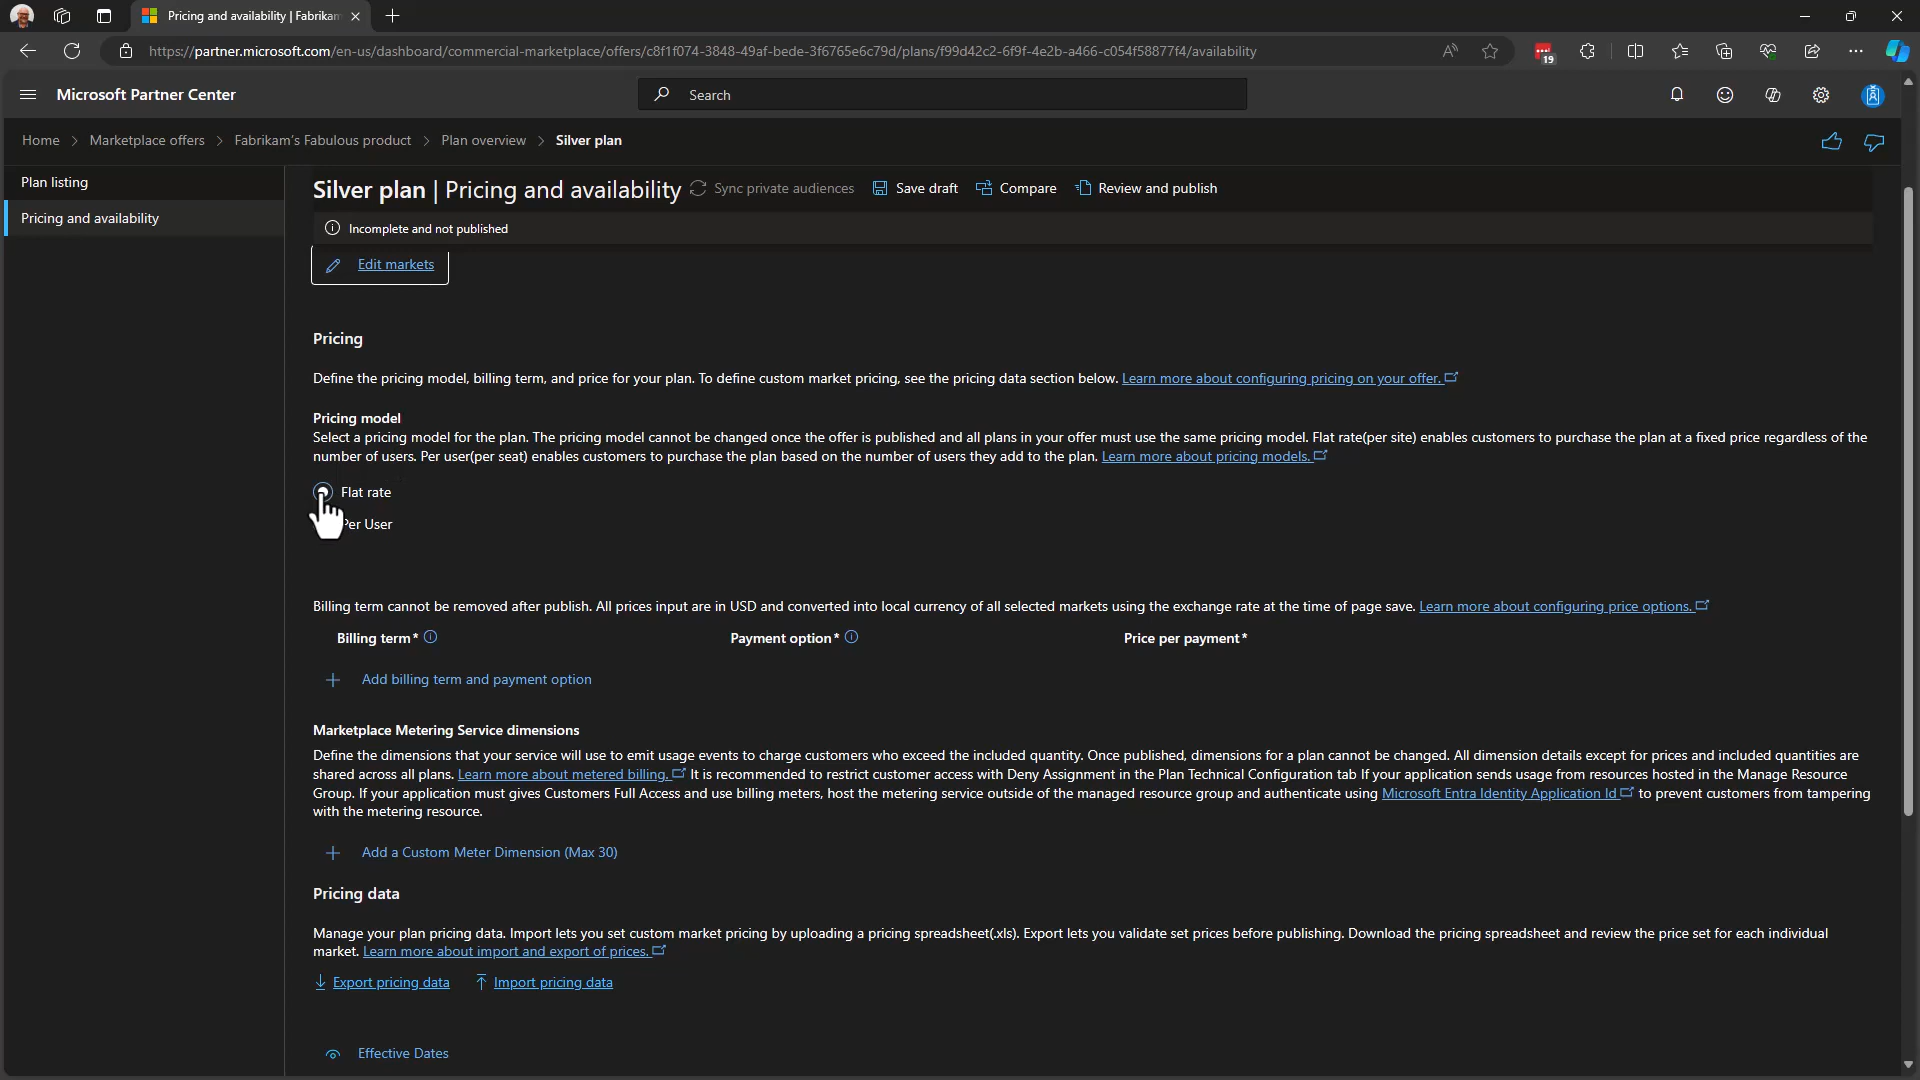 Pricing and availability | Fabrikam
https://partner.microsoft.com/en-us/dashboard/commercial-marketplace/offers/c8f1f074-3848-49af-bede-3f6765e6c79d/plans/f99d42c2-6f9f-4e2b-a466-c054f58877f4/availability
19
Microsoft Partner Center
Search
Home > Marketplace offers > Fabrikam's Fabulous product > Plan overview > Silver plan
Plan listing
Pricing and availability
Silver plan | Pricing and availability
Sync private audiences
Save draft
Compare
Review and publish
Incomplete and not published
Edit markets
Pricing
Define the pricing model, billing term, and price for your plan. To define custom market pricing, see the pricing data section below. Learn more about configuring pricing on your offer.
Pricing model
Select a pricing model for the plan. The pricing model cannot be changed once the offer is published and all plans in your offer must use the same pricing model. Flat rate(per site) enables customers to purchase the plan at a fixed price regardless of the
number of users. Per user(per seat) enables customers to purchase the plan based on the number of users they add to the plan. Learn more about pricing models.
Flat rate
Per User
Billing term cannot be removed after publish. All prices input are in USD and converted into local currency of all selected markets using the exchange rate at the time of page save. Learn more about configuring price options.
Billing term* Payment option* Price per payment*
Add billing term and payment option
Marketplace Metering Service dimensions
Define the dimensions that your service will use to emit usage events to charge customers who exceed the included quantity. Once published, dimensions for a plan cannot be changed. All dimension details except for prices and included quantities are
shared across all plans. Learn more about metered billing. It is recommended to restrict customer access with Deny Assignment in the Plan Technical Configuration tab If your application sends usage from resources hosted in the Manage Resource
Group. If your application must gives Customers Full Access and use billing meters, host the metering service outside of the managed resource group and authenticate using Microsoft Entra Identity Application Id to prevent customers from tampering
with the metering resource.
Add a Custom Meter Dimension (Max 30)
Pricing data
Manage your plan pricing data. Import lets you set custom market pricing by uploading a pricing spreadsheet(.xls). Export lets you validate set prices before publishing. Download the pricing spreadsheet and review the price set for each individual
market. Learn more about import and export of prices.
Export pricing data
Import pricing data
Effective Dates